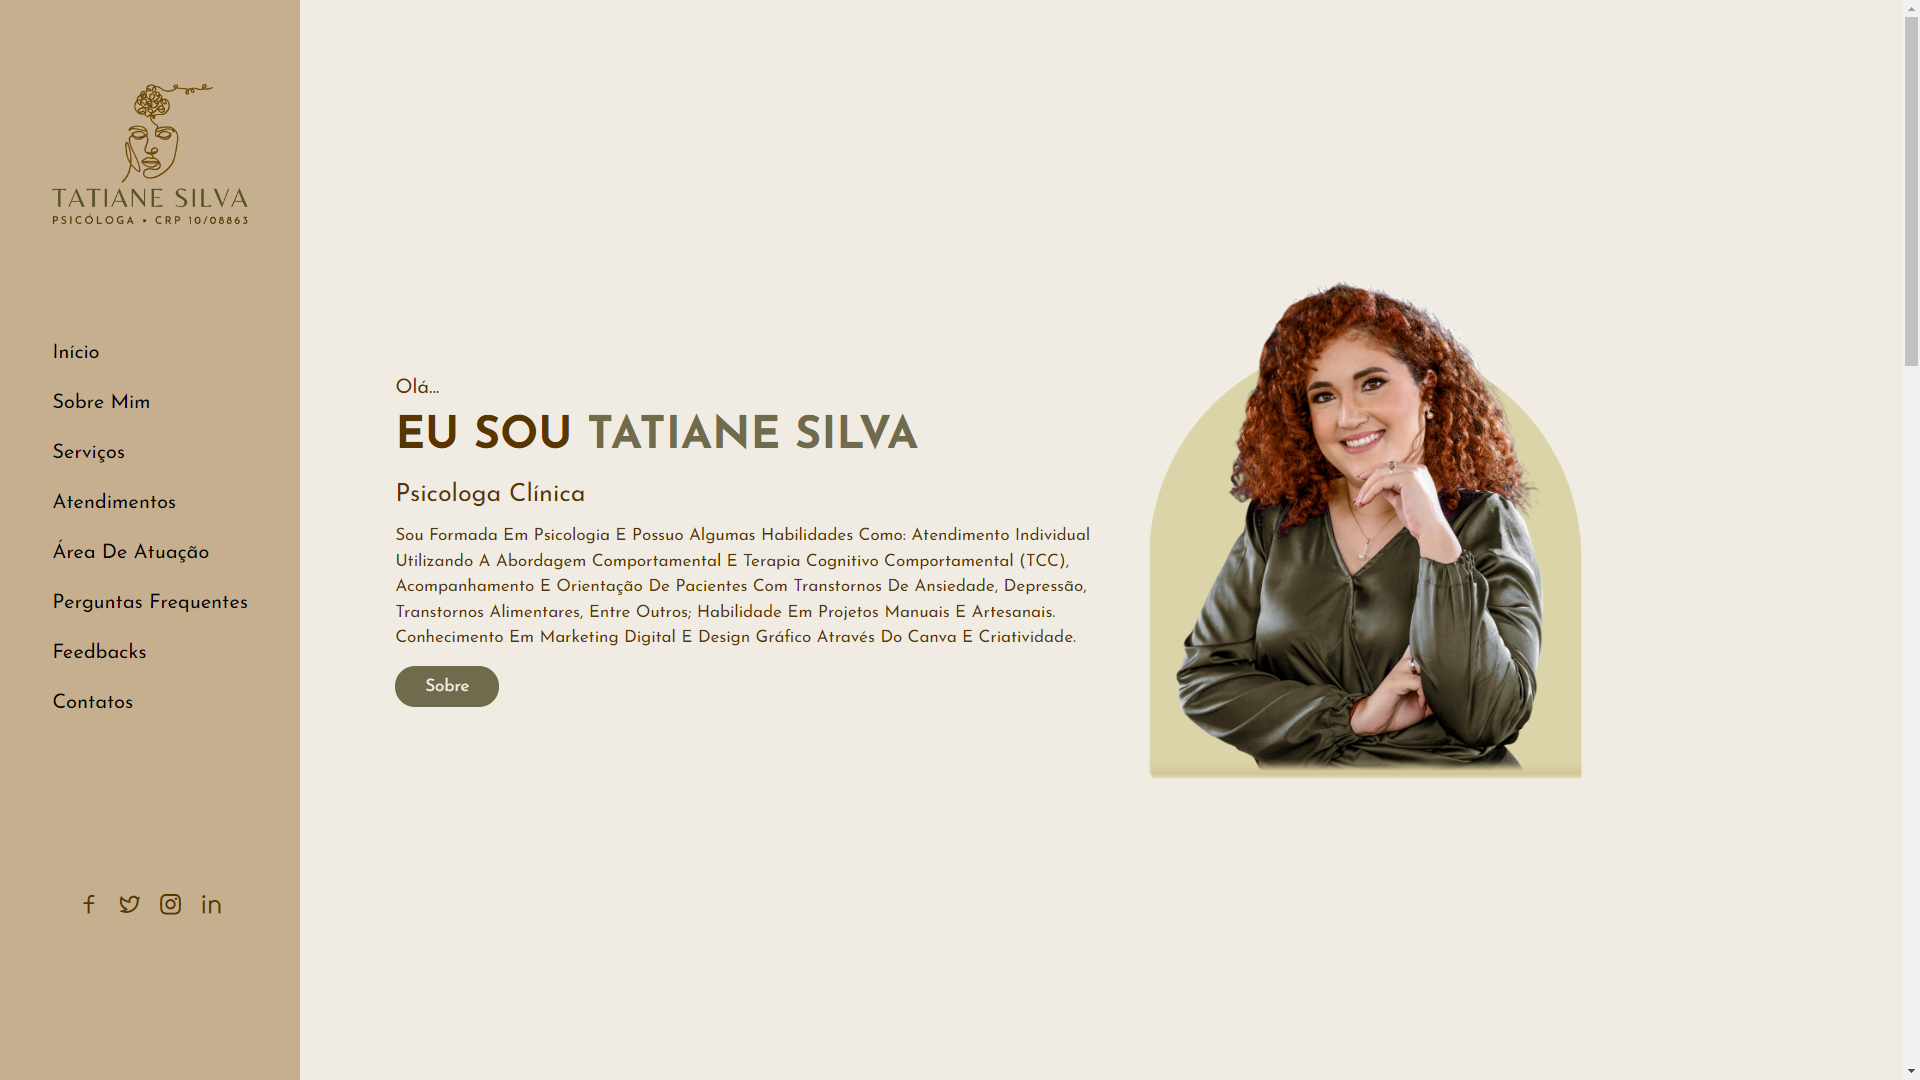 TATIANE SILVA
PSICÓLOGA • CRP 10/08863
Início
Sobre Mim
Serviços
Atendimentos
Área De Atuação
Perguntas Frequentes
Feedbacks
Contatos
Olá...
EU SOU TATIANE SILVA
Psicologa Clínica
Sou Formada Em Psicologia E Possuo Algumas Habilidades Como: Atendimento Individual
Utilizando A Abordagem Comportamental E Terapia Cognitivo Comportamental (TCC),
Acompanhamento E Orientação De Pacientes Com Transtornos De Ansiedade, Depressão,
Transtornos Alimentares, Entre Outros; Habilidade Em Projetos Manuais E Artesanais.
Conhecimento Em Marketing Digital E Design Gráfico Através Do Canva E Criatividade.
Sobre